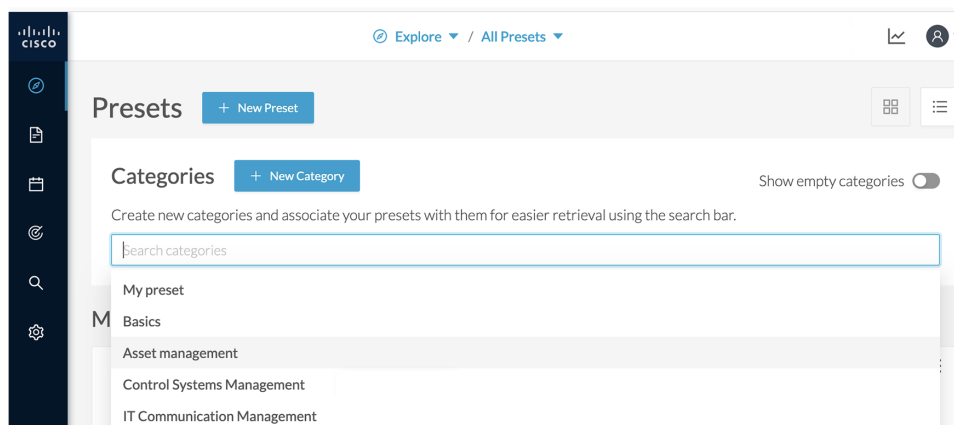 CISCO
Explore / All Presets
Presets
+ New Preset
Categories
+ New Category
Show empty categories
Create new categories and associate your presets with them for easier retrieval using the search bar.
Search categories
My preset
M
Basics
Asset management
Control Systems Management
IT Communication Management